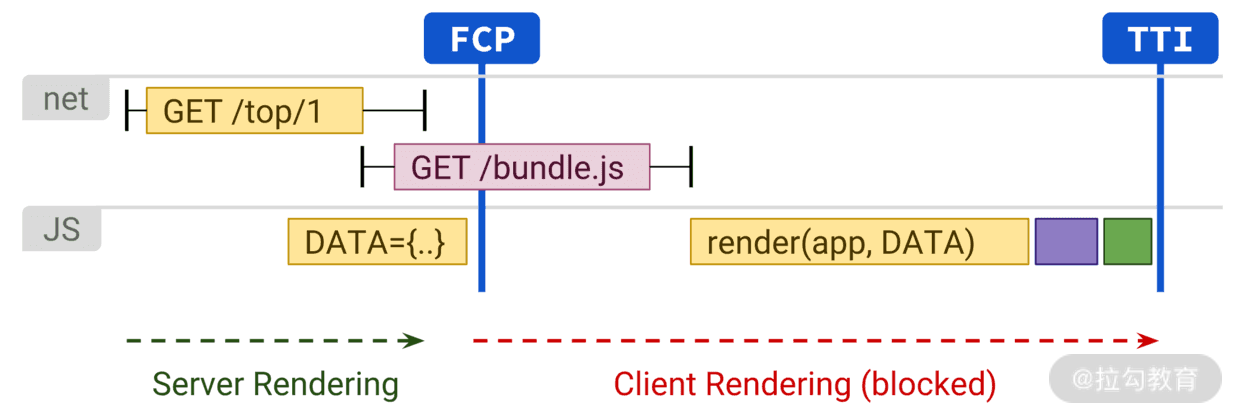 FCP
TTI
net
GET /top/1
GET /bundle.js
JS
DATA={..}
render(app, DATA)
Server Rendering
Client Rendering (blocked)
@拉勾教育